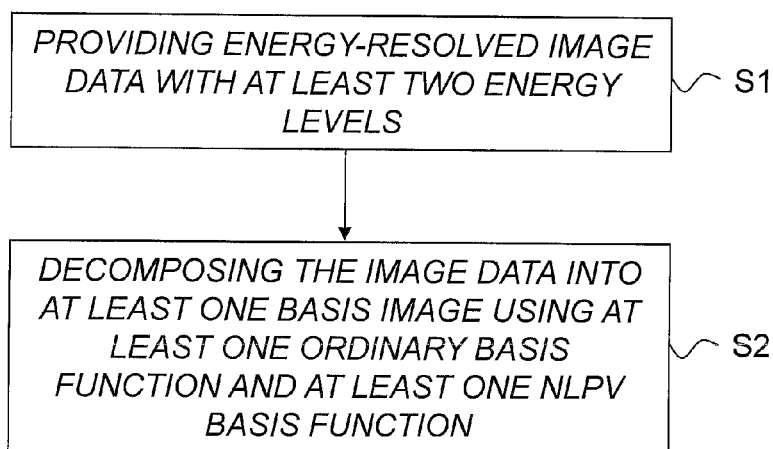 PROVIDING ENERGY-RESOLVED IMAGE
DATA WITH AT LEAST TWO ENERGY
LEVELS
S1
DECOMPOSING THE IMAGE DATA INTO
AT LEAST ONE BASIS IMAGE USING AT
LEAST ONE ORDINARY BASIS
FUNCTION AND AT LEAST ONE NLPV
BASIS FUNCTION
S2